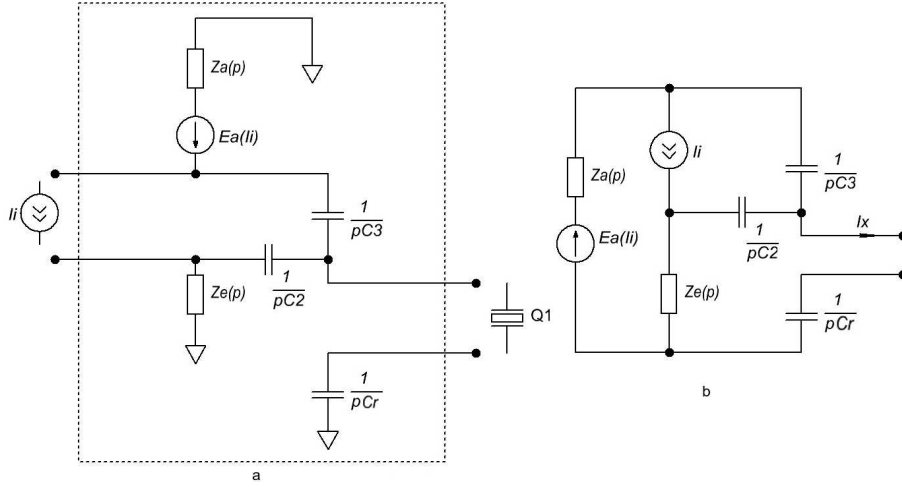 Za(p)
Ea(Ii)
Ii
1
pC3
1
pC2
Ze(p)
Q1
1
pCr
a
Za(p)
Ea(Ii)
Ii
1
pC3
1
pC2
Ix
Ze(p)
1
pCr
b